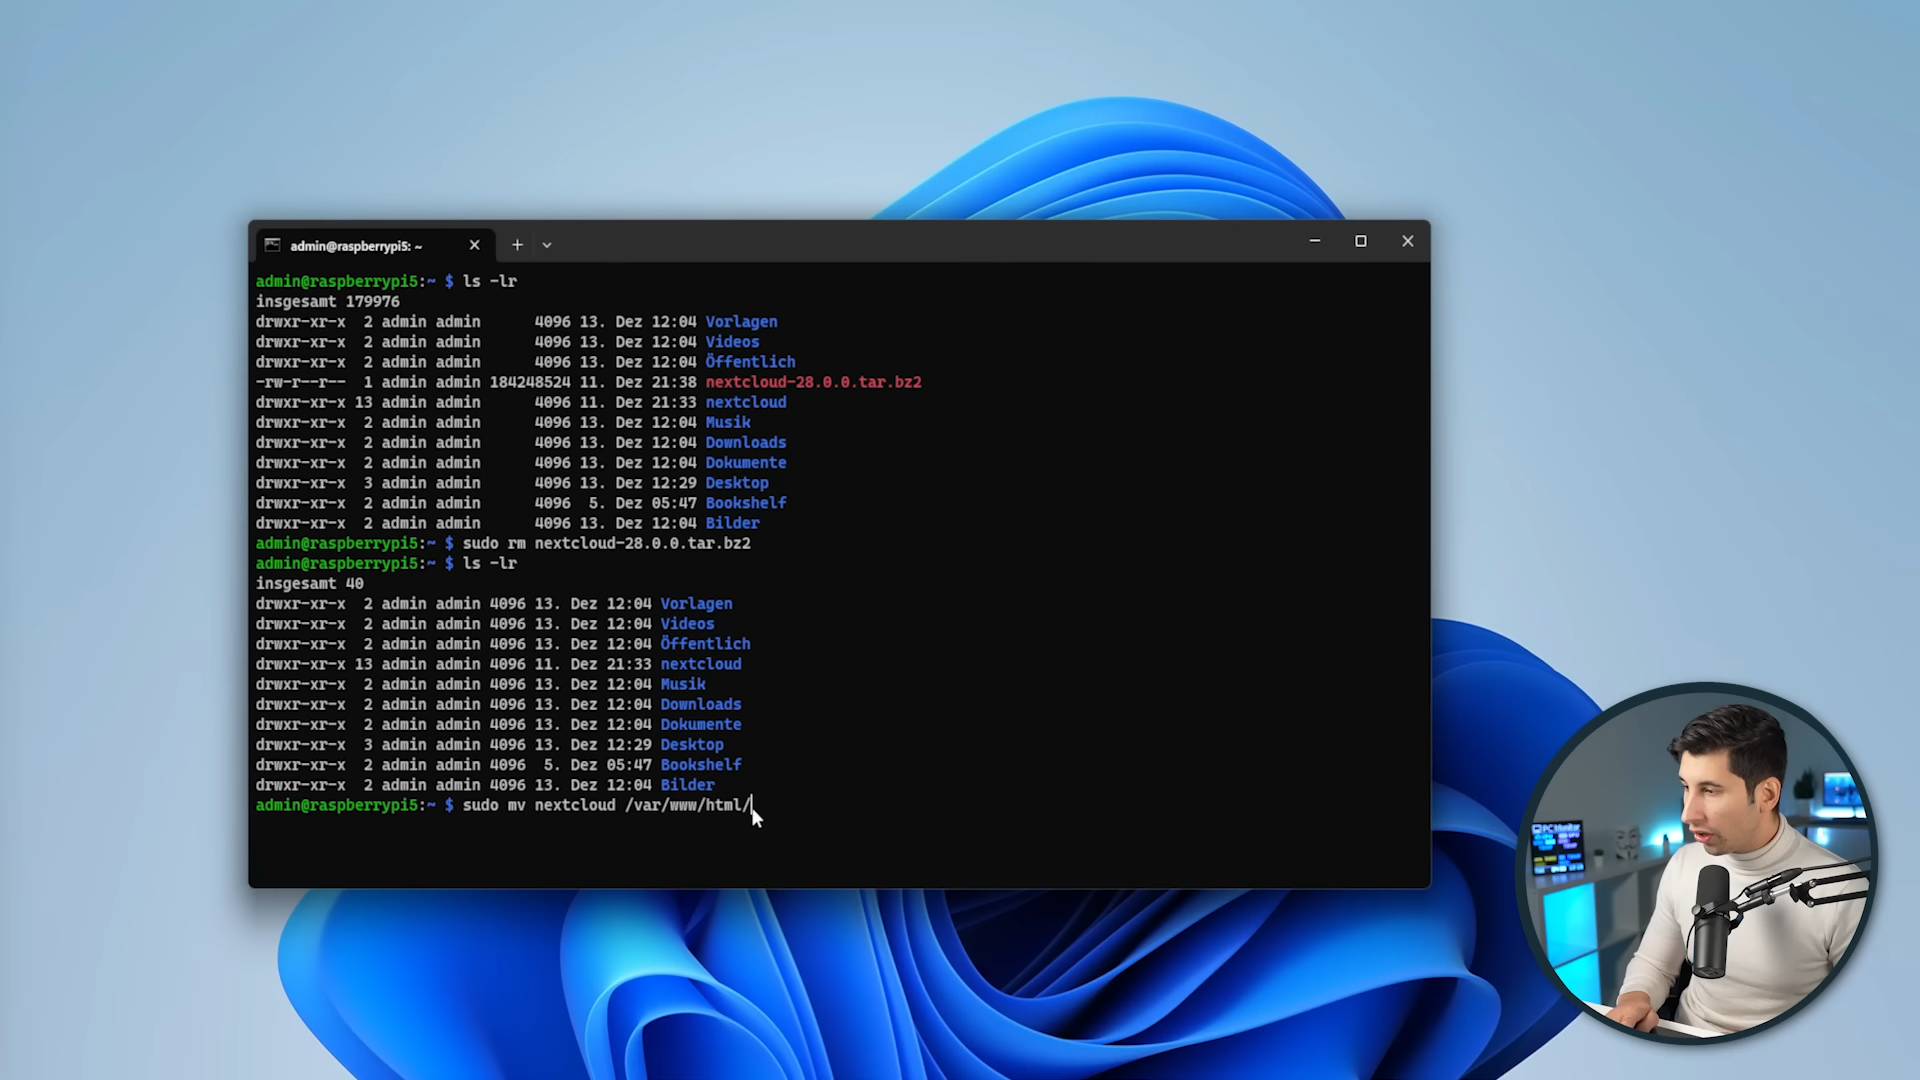 admin@raspberrypi5: ~
admin@raspberrypi5:~ $ ls -lr
insgesamt 179976
drwxr-xr-x  2 admin admin      4096 13. Dez 12:04 Vorlagen
drwxr-xr-x  2 admin admin      4096 13. Dez 12:04 Videos
drwxr-xr-x  2 admin admin      4096 13. Dez 12:04 Öffentlich
-rw-r--r--  1 admin admin 184248524 11. Dez 21:38 nextcloud-28.0.0.tar.bz2
drwxr-xr-x 13 admin admin      4096 11. Dez 21:33 nextcloud
drwxr-xr-x  2 admin admin      4096 13. Dez 12:04 Musik
drwxr-xr-x  2 admin admin      4096 13. Dez 12:04 Downloads
drwxr-xr-x  2 admin admin      4096 13. Dez 12:04 Dokumente
drwxr-xr-x  3 admin admin      4096 13. Dez 12:29 Desktop
drwxr-xr-x  2 admin admin      4096  5. Dez 05:47 Bookshelf
drwxr-xr-x  2 admin admin      4096 13. Dez 12:04 Bilder
admin@raspberrypi5:~ $ sudo rm nextcloud-28.0.0.tar.bz2
admin@raspberrypi5:~ $ ls -lr
insgesamt 40
drwxr-xr-x  2 admin admin 4096 13. Dez 12:04 Vorlagen
drwxr-xr-x  2 admin admin 4096 13. Dez 12:04 Videos
drwxr-xr-x  2 admin admin 4096 13. Dez 12:04 Öffentlich
drwxr-xr-x 13 admin admin 4096 11. Dez 21:33 nextcloud
drwxr-xr-x  2 admin admin 4096 13. Dez 12:04 Musik
drwxr-xr-x  2 admin admin 4096 13. Dez 12:04 Downloads
drwxr-xr-x  2 admin admin 4096 13. Dez 12:04 Dokumente
drwxr-xr-x  3 admin admin 4096 13. Dez 12:29 Desktop
drwxr-xr-x  2 admin admin 4096  5. Dez 05:47 Bookshelf
drwxr-xr-x  2 admin admin 4096 13. Dez 12:04 Bilder
admin@raspberrypi5:~ $ sudo mv nextcloud /var/www/html/
PC Monitor